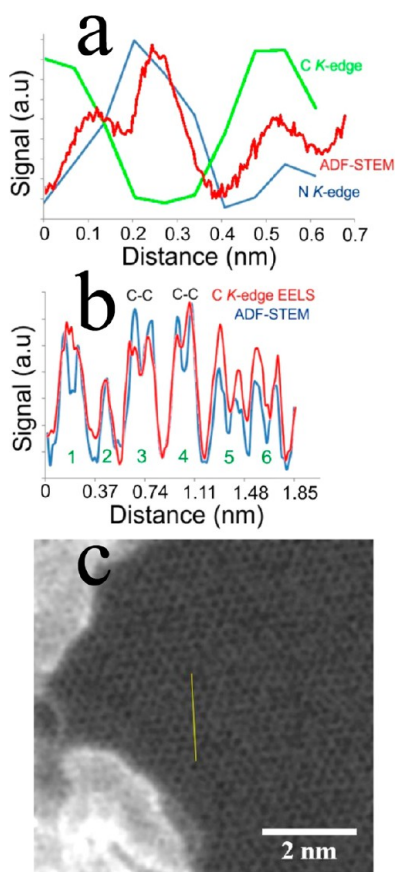 a
Signal (a.u)
C K-edge
ADF-STEM
N K-edge
0 0.1 0.2 0.3 0.4 0.5 0.6 0.7
Distance (nm)
b
C-C C-C C K-edge EELS
ADF-STEM
Signal (a.u)
1 2 3 4 5 6
0 0.37 0.74 1.11 1.48 1.85
Distance (nm)
c
2 nm